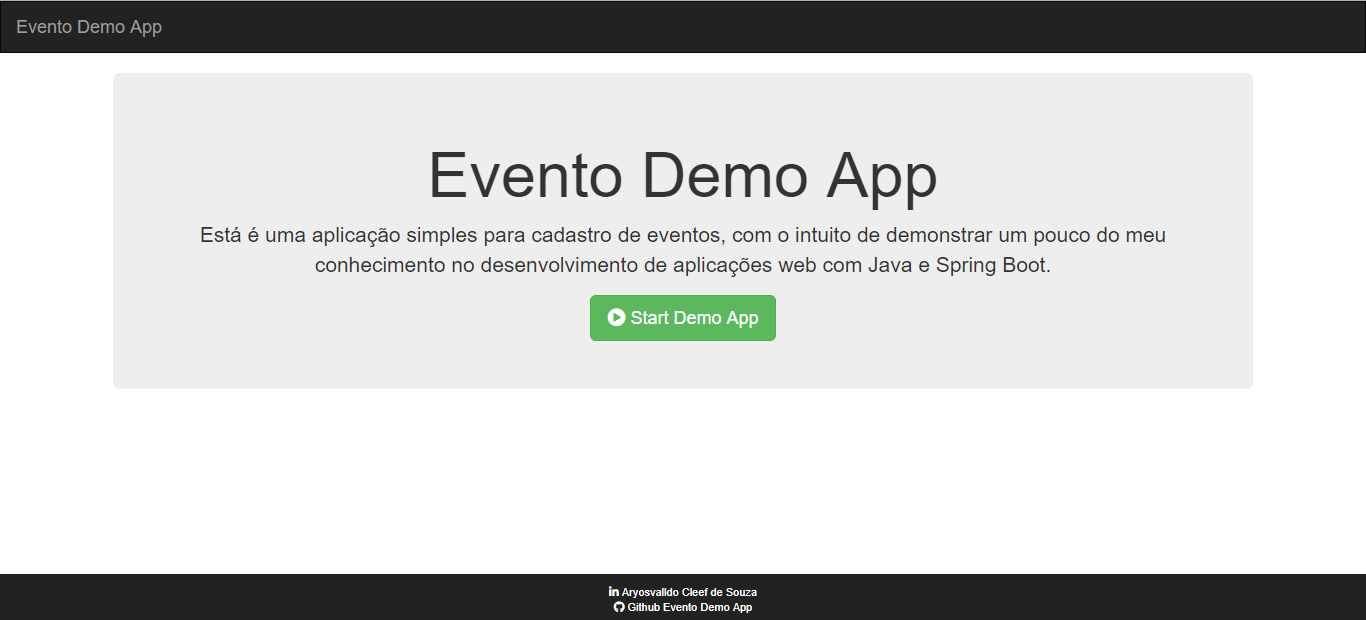 Evento Demo App
Evento Demo App
Está é uma aplicação simples para cadastro de eventos, com o intuito de demonstrar um pouco do meu
conhecimento no desenvolvimento de aplicações web com Java e Spring Boot.
Start Demo App
in Aryosvalldo Cleef de Souza
Github Evento Demo App